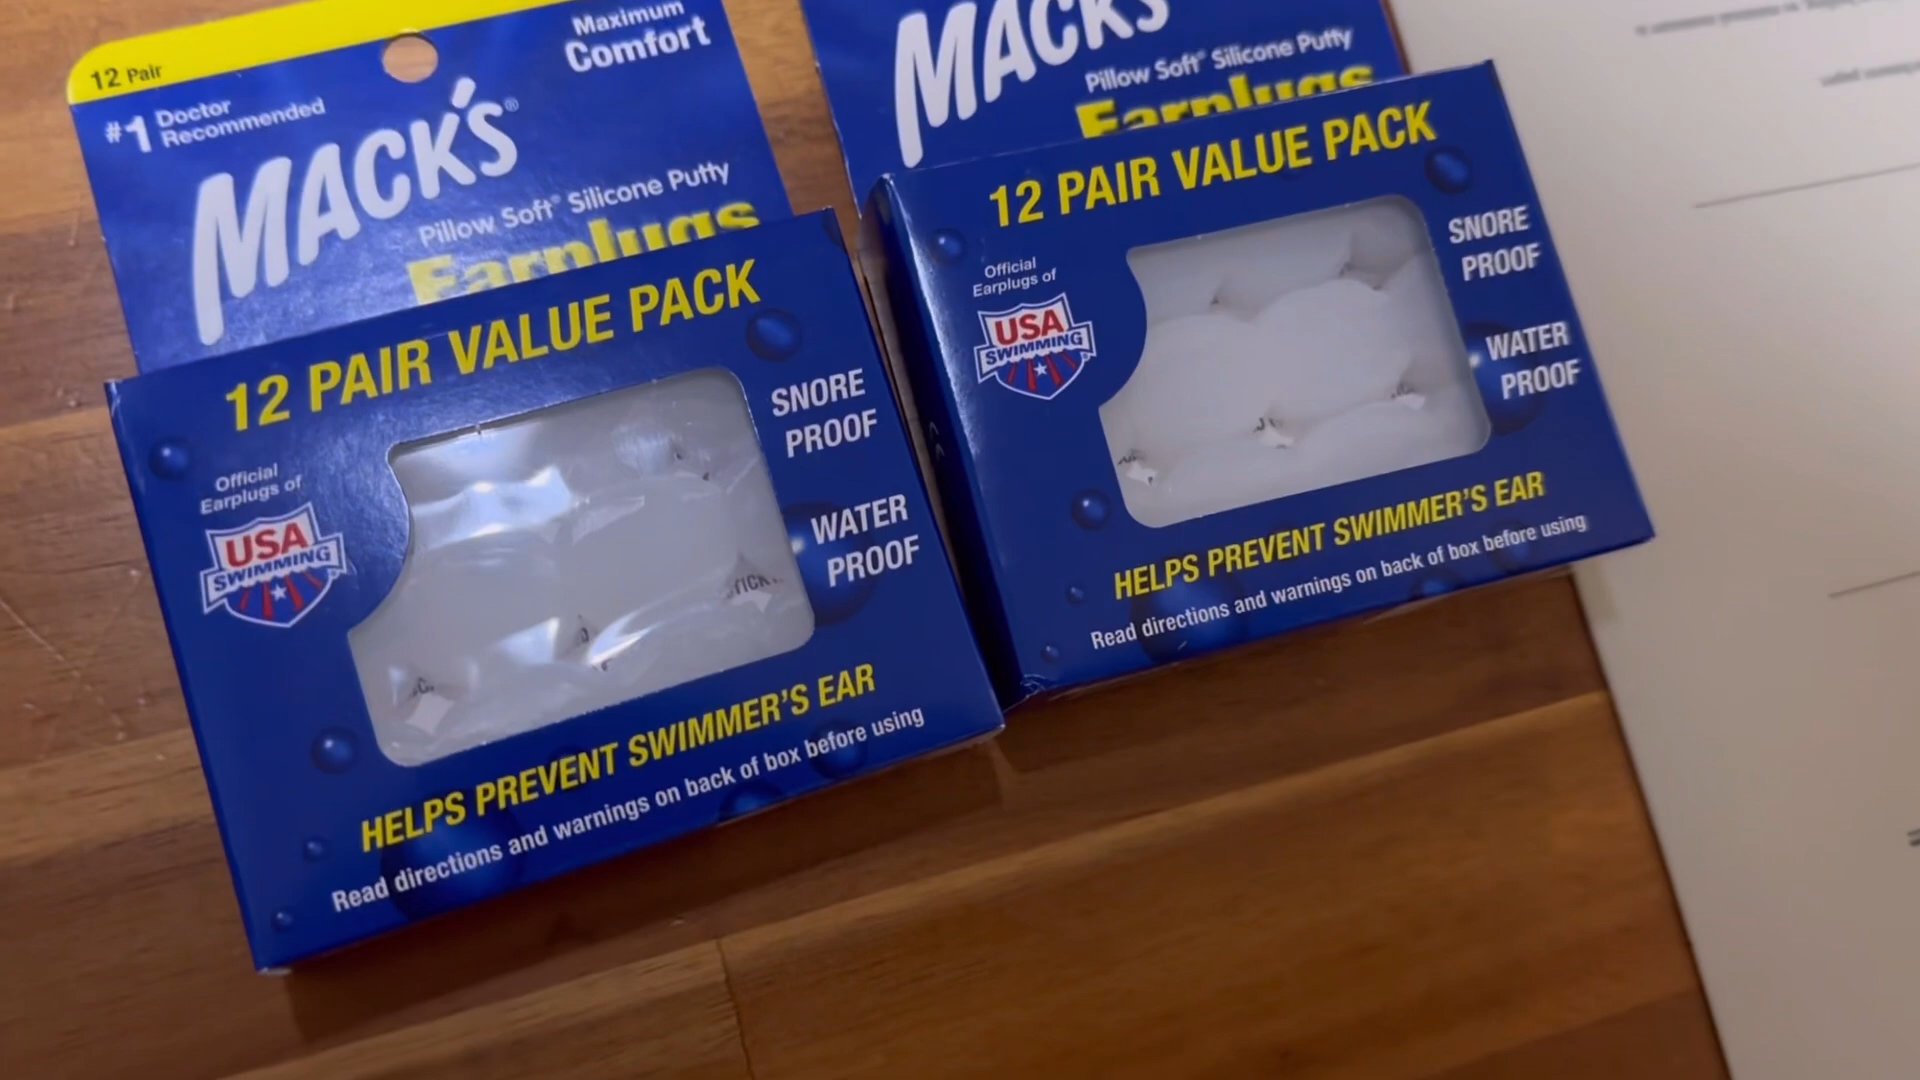 12 Pair
Maximum
Comfort
#1 Doctor
Recommended
MACK'S®
Pillow Soft® Silicone Putty
Earplugs
12 PAIR VALUE PACK
Official
Earplugs of
USA
SWIMMING
SNORE
PROOF
WATER
PROOF
HELPS PREVENT SWIMMER'S EAR
Read directions and warnings on back of box before using
MACK'S
Pillow Soft® Silicone Putty
Earplugs
12 PAIR VALUE PACK
Official
Earplugs of
USA
SWIMMING
SNORE
PROOF
WATER
PROOF
HELPS PREVENT SWIMMER'S EAR
Read directions and warnings on back of box before using